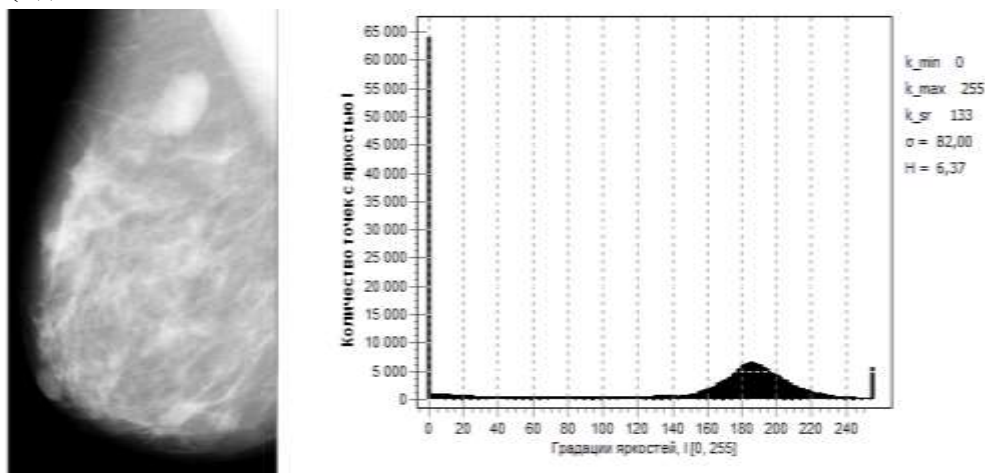 65 000
60 000
55 000
50 000
45 000
40 000
35 000
30 000
25 000
20 000
15 000
10 000
5 000
0
Количество точек с яркостью I
0 20 40 60 80 100 120 140 160 180 200 220 240
Градации яркостей, I [0, 255]
k_min 0
k_max 255
k_sr 133
σ = 82,00
H = 6,37